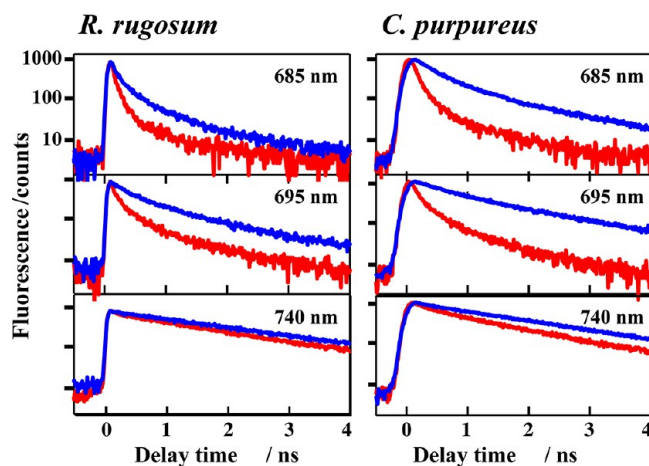 R. rugosum C. purpureus
1000 685 nm 685 nm
100
10
695 nm 695 nm
740 nm 740 nm
Fluorescence/counts
0 1 2 3 4 0 1 2 3 4
Delay time / ns Delay time / ns